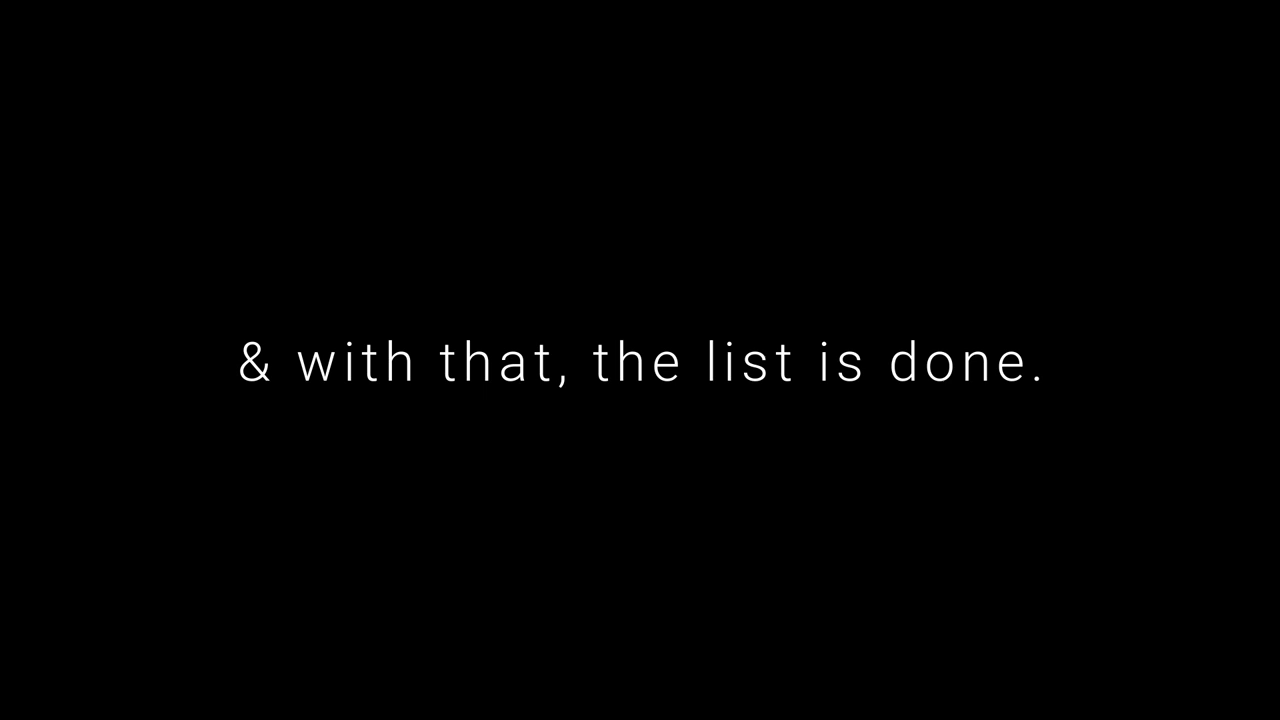 & with that, the list is done.